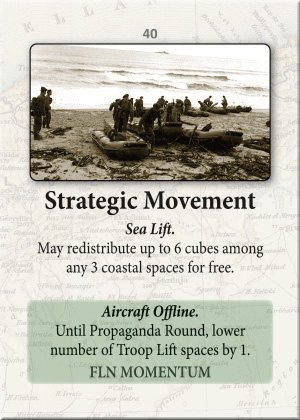 40
Strategic Movement
Sea Lift.
May redistribute up to 6 cubes among
any 3 coastal spaces for free.
Aircraft Offline.
Until Propaganda Round, lower
number of Troop Lift spaces by 1.
FLN MOMENTUM